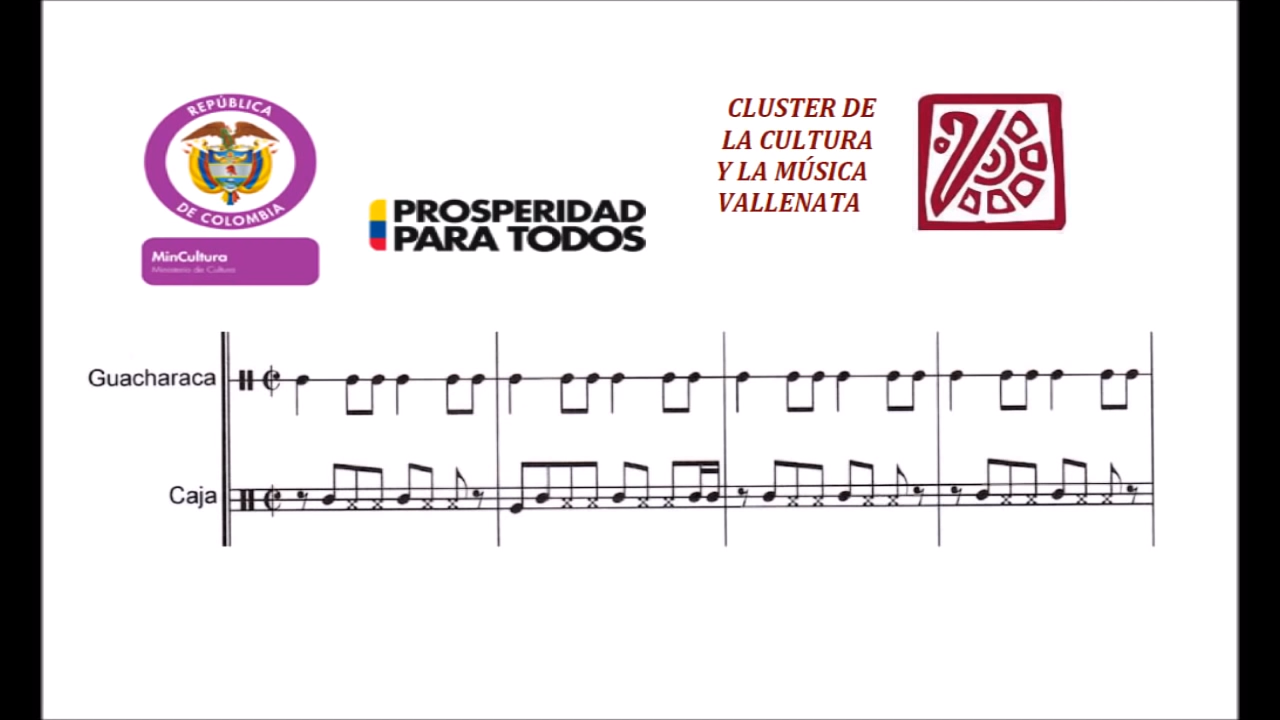 REPÚBLICA
DE COLOMBIA
MinCultura
Ministerio de Cultura
PROSPERIDAD
PARA TODOS
CLUSTER DE
LA CULTURA
Y LA MÚSICA
VALLENATA
Guacharaca
Caja